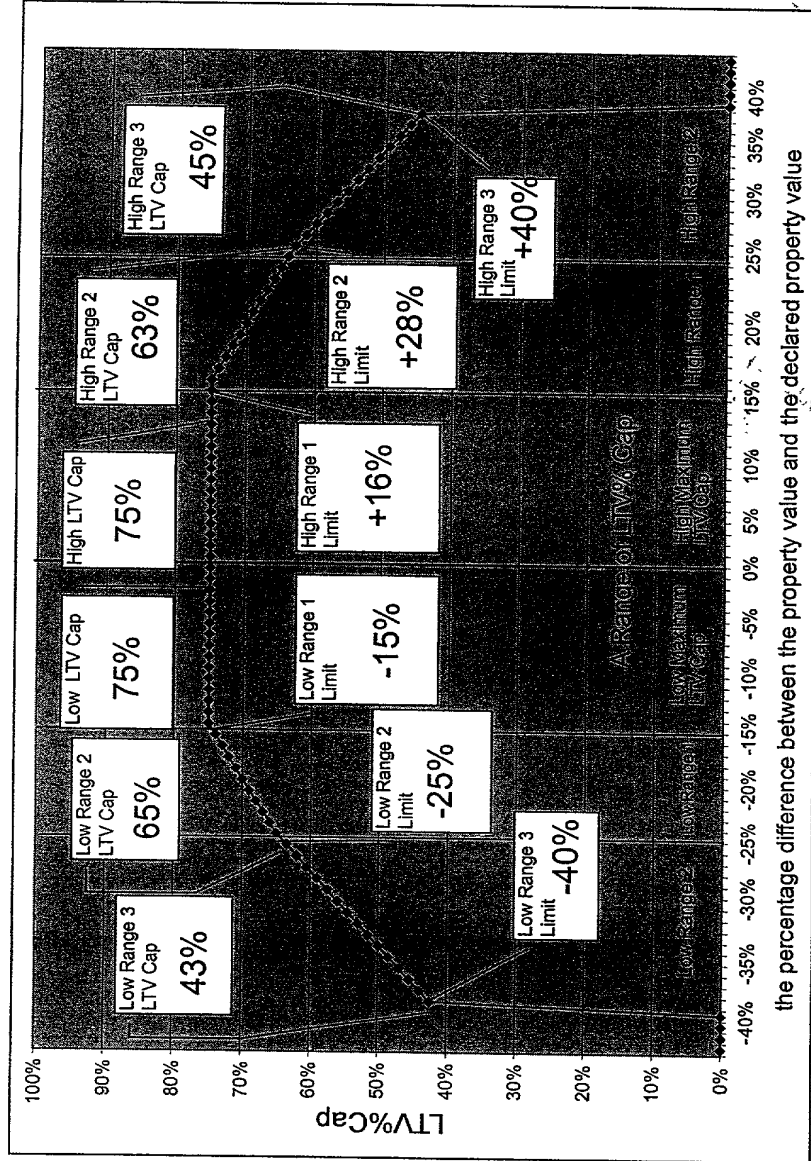 LTV%Cap
100%
90%
80%
70%
60%
50%
40%
30%
20%
10%
0%
Low Range 3
LTV Cap
43%
Low Range 2
LTV Cap
65%
Low LTV Cap
75%
High LTV Cap
75%
High Range 2
LTV Cap
63%
High Range 3
LTV Cap
45%
Low Range 3
Limit
-40%
Low Range 2
Limit
-25%
Low Range 1
Limit
-15%
High Range 1
Limit
+16%
High Range 2
Limit
+28%
High Range 3
Limit
+40%
A Range of LTV% Cap
Low Range 2
Low Range 1
Low Maximum
LTV Cap
High Maximum
LTV Cap
High Range 1
High Range 2
-40% -35% -30% -25% -20% -15% -10% -5% 0% 5% 10% 15% 20% 25% 30% 35% 40%
the percentage difference between the property value and the declared property value